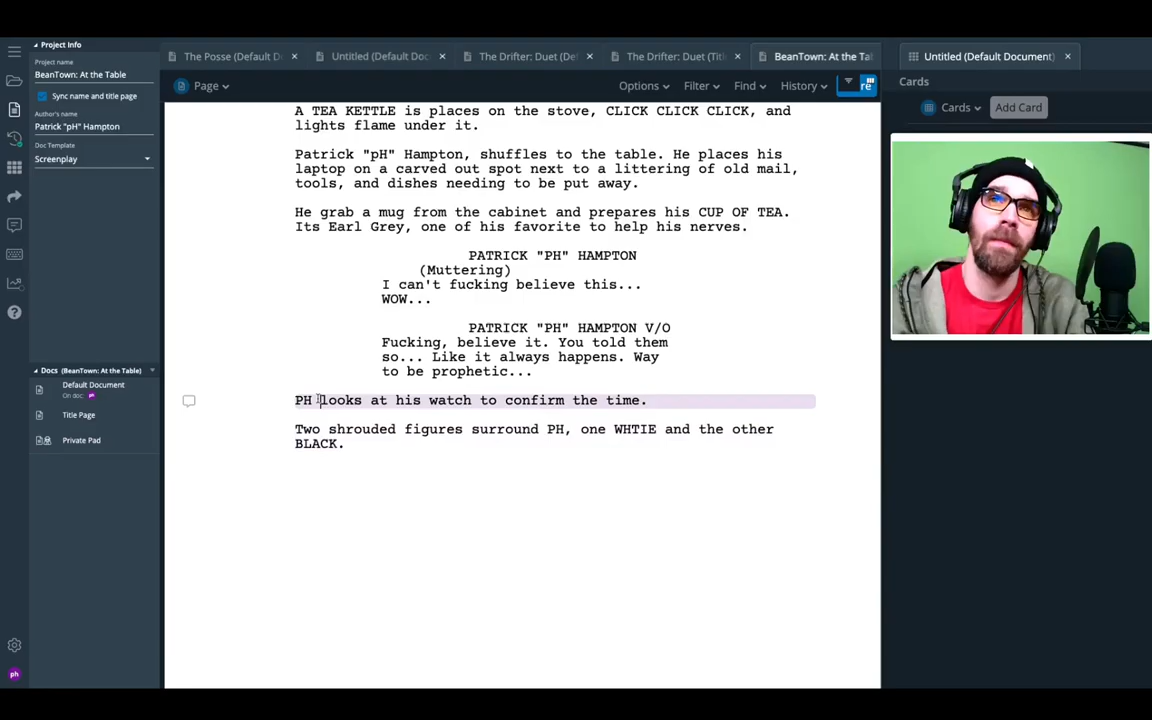 Project Info
Project name
BeanTown: At the Table
Sync name and title page
Author's name
Patrick "pH" Hampton
Doc Template
Screenplay
Docs (BeanTown: At the Table)
Default Document
On doc: ph
Title Page
Private Pad
ph
The Posse (Default D
Untitled (Default Doc
The Drifter: Duet (De
The Drifter: Duet (Titl
BeanTown: At the Tat
Page
Options
Filter
Find
History
re
A TEA KETTLE is places on the stove, CLICK CLICK CLICK, and
lights flame under it.
Patrick "pH" Hampton, shuffles to the table. He places his
laptop on a carved out spot next to a littering of old mail,
tools, and dishes needing to be put away.
He grab a mug from the cabinet and prepares his CUP OF TEA.
Its Earl Grey, one of his favorite to help his nerves.
PATRICK "PH" HAMPTON
(Muttering)
I can't fucking believe this...
WOW...
PATRICK "PH" HAMPTON V/O
Fucking, believe it. You told them
so... Like it always happens. Way
to be prophetic...
PH looks at his watch to confirm the time.
Two shrouded figures surround PH, one WHTIE and the other
BLACK.
Untitled (Default Document)
Cards
Cards
Add Card